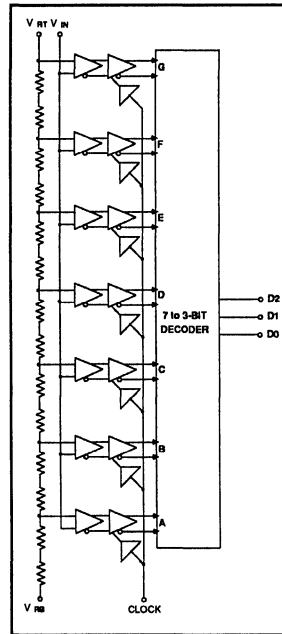 V RT V IN
G
F
E
D
7 to 3-BIT
DECODER
D2
D1
D0
C
B
A
V RB
CLOCK